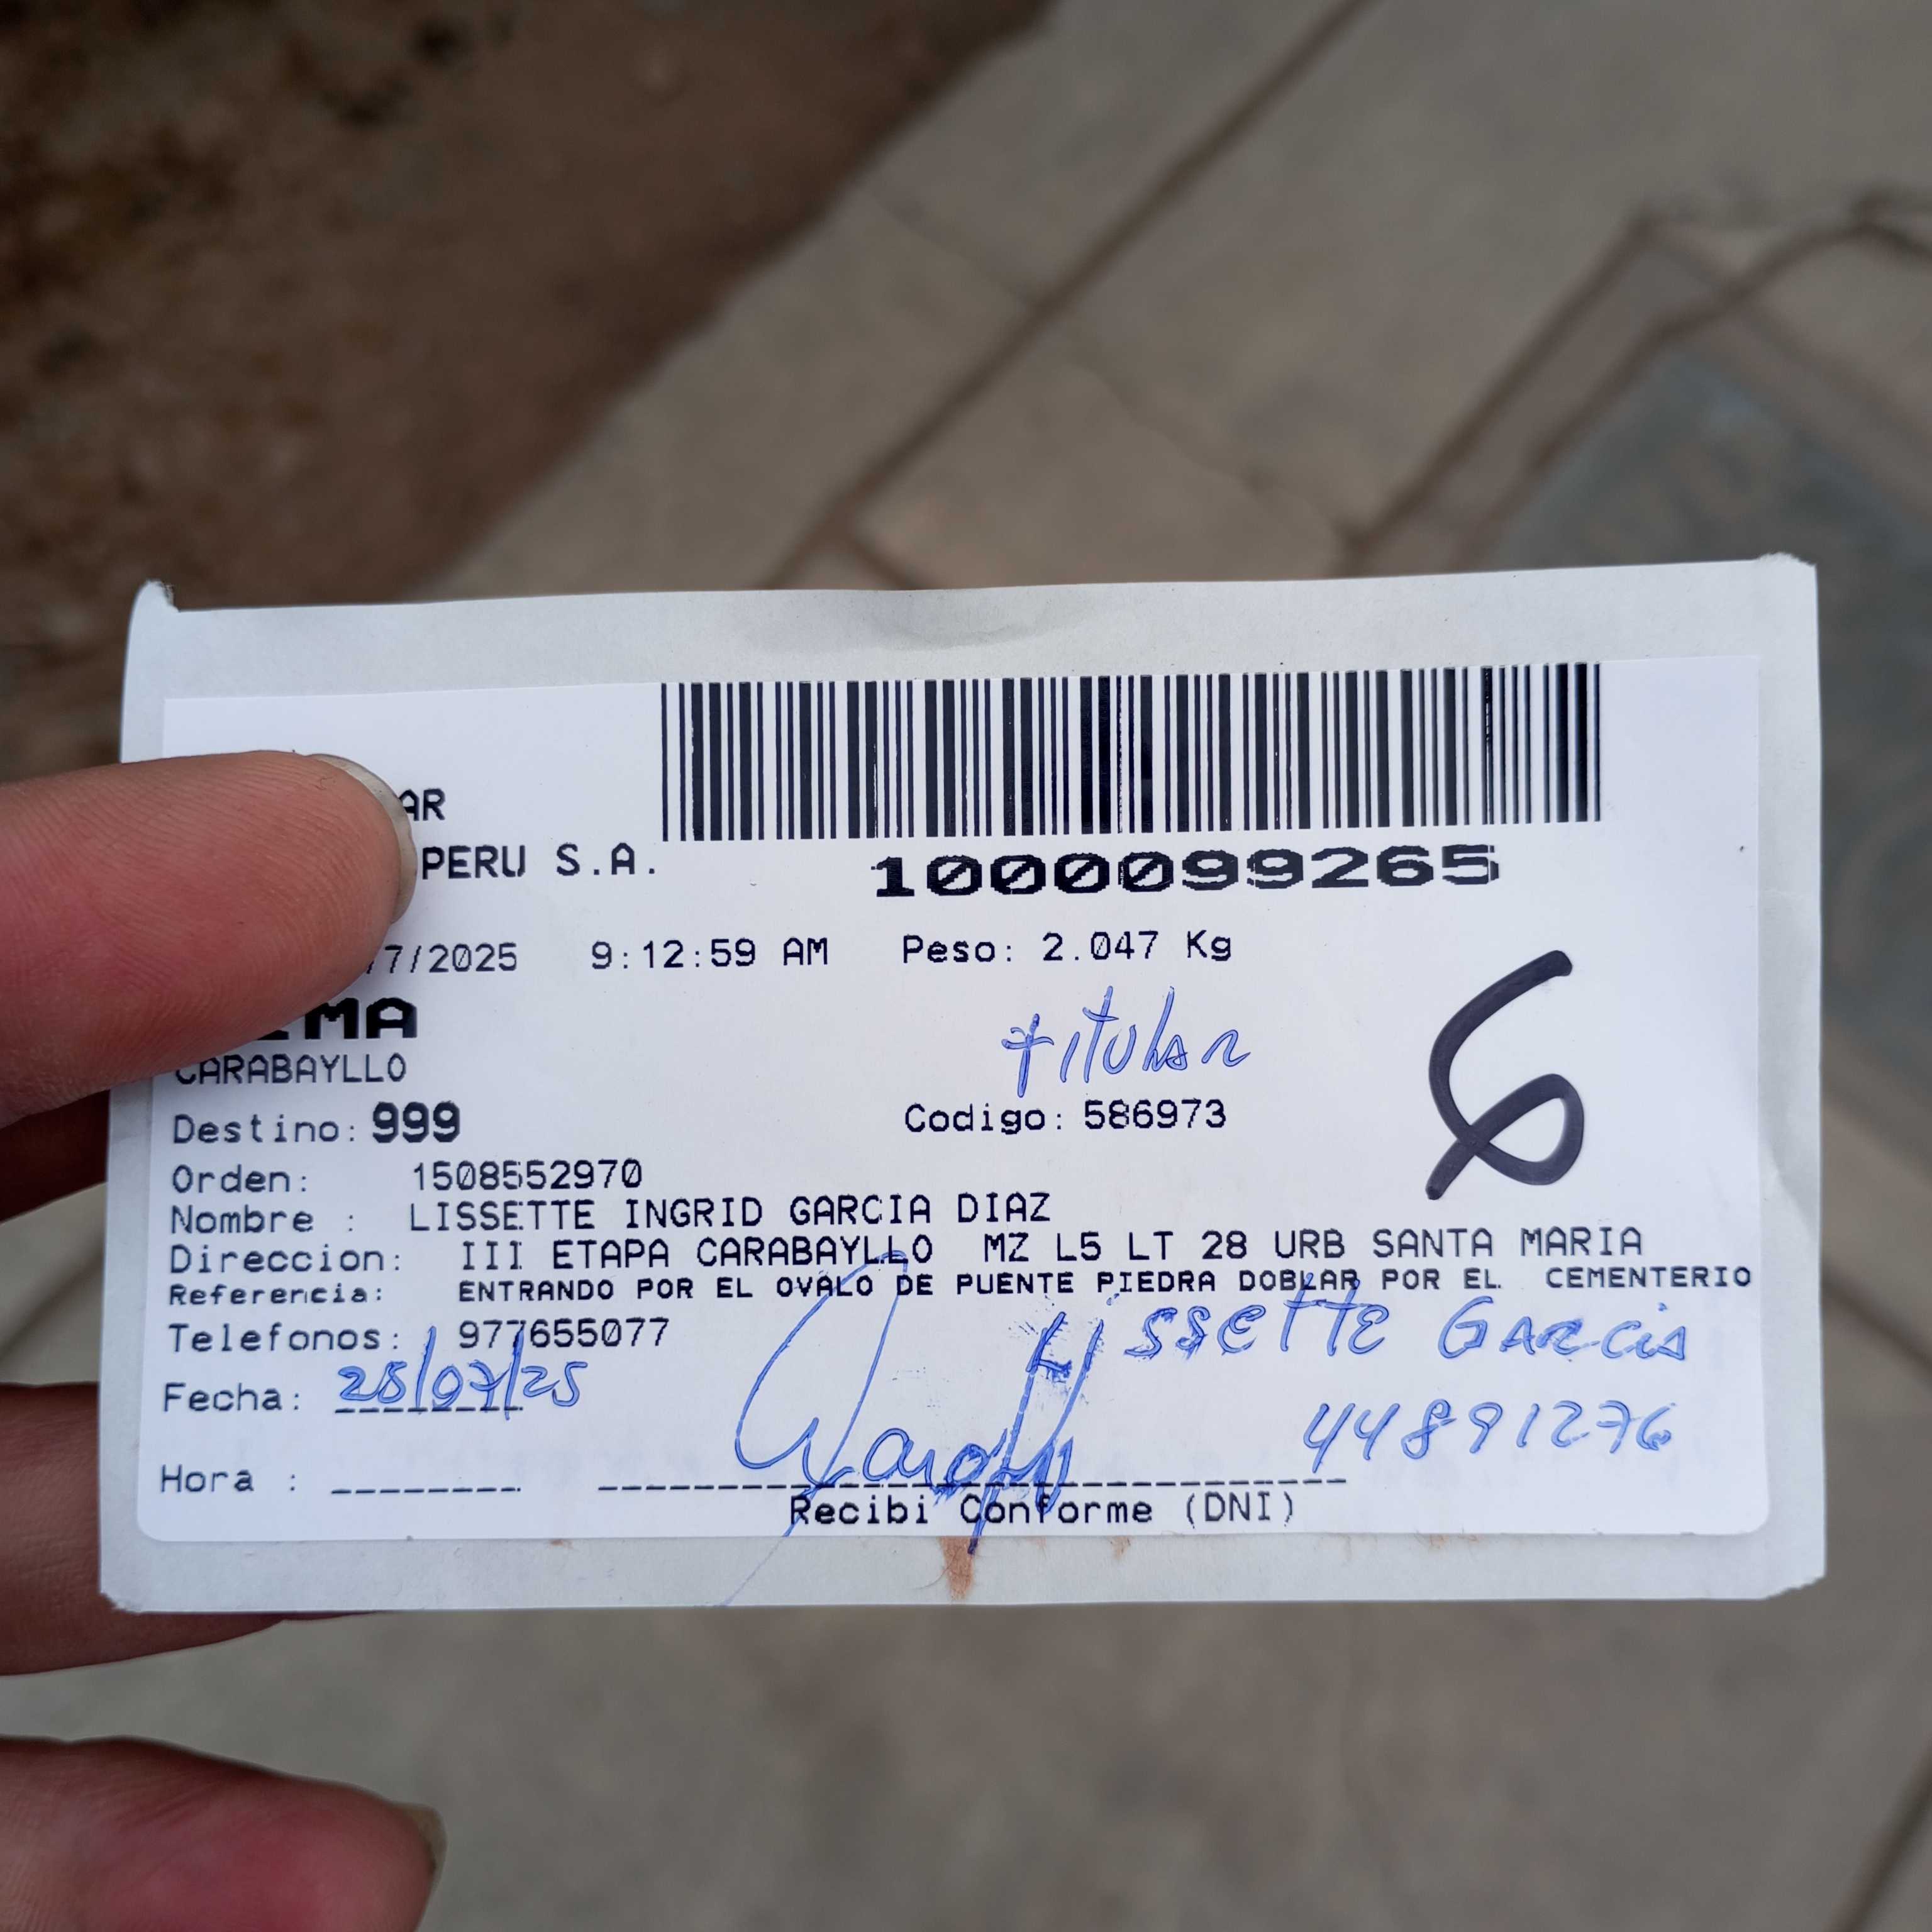 AR
PERU S.A.
1000099265
7/2025 9:12:59 AM Peso: 2.047 Kg
CARABAYLLO
titular
Destino: 999 Codigo: 586973
6
Orden: 1508552970
Nombre : LISSETTE INGRID GARCIA DIAZ
Direccion: III ETAPA CARABAYLLO MZ L5 LT 28 URB SANTA MARIA
Referencia: ENTRANDO POR EL OVALO DE PUENTE PIEDRA DOBLAR POR EL CEMENTERIO
Telefonos: 977655077
Lissette Garcia
Fecha: 25/07/25
44891276
Hora :
Recibi Conforme (DNI)